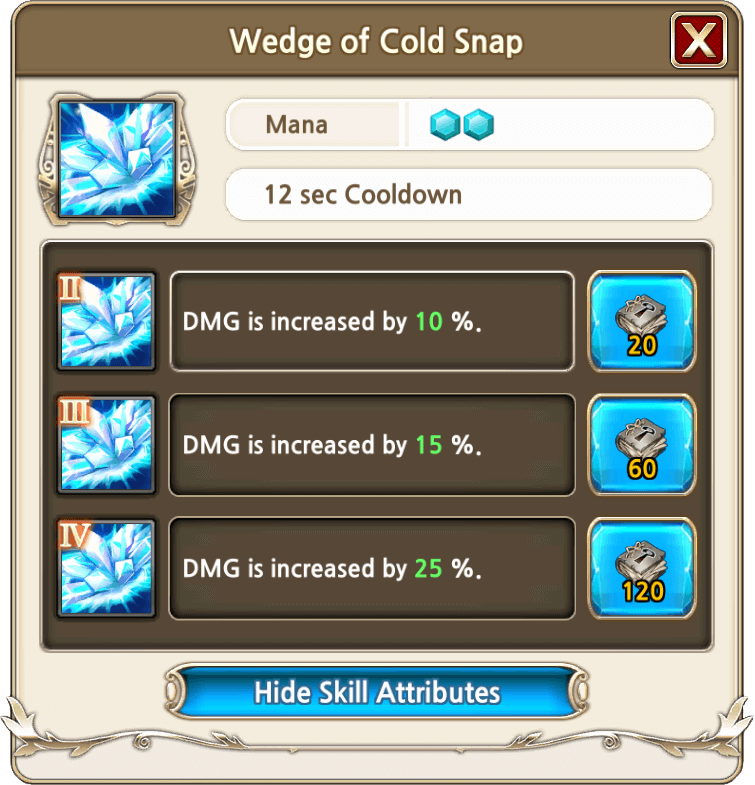 Wedge of Cold Snap
X
Mana
12 sec Cooldown
II
DMG is increased by 10 %.
20
III
DMG is increased by 15 %.
60
IV
DMG is increased by 25 %.
120
Hide Skill Attributes